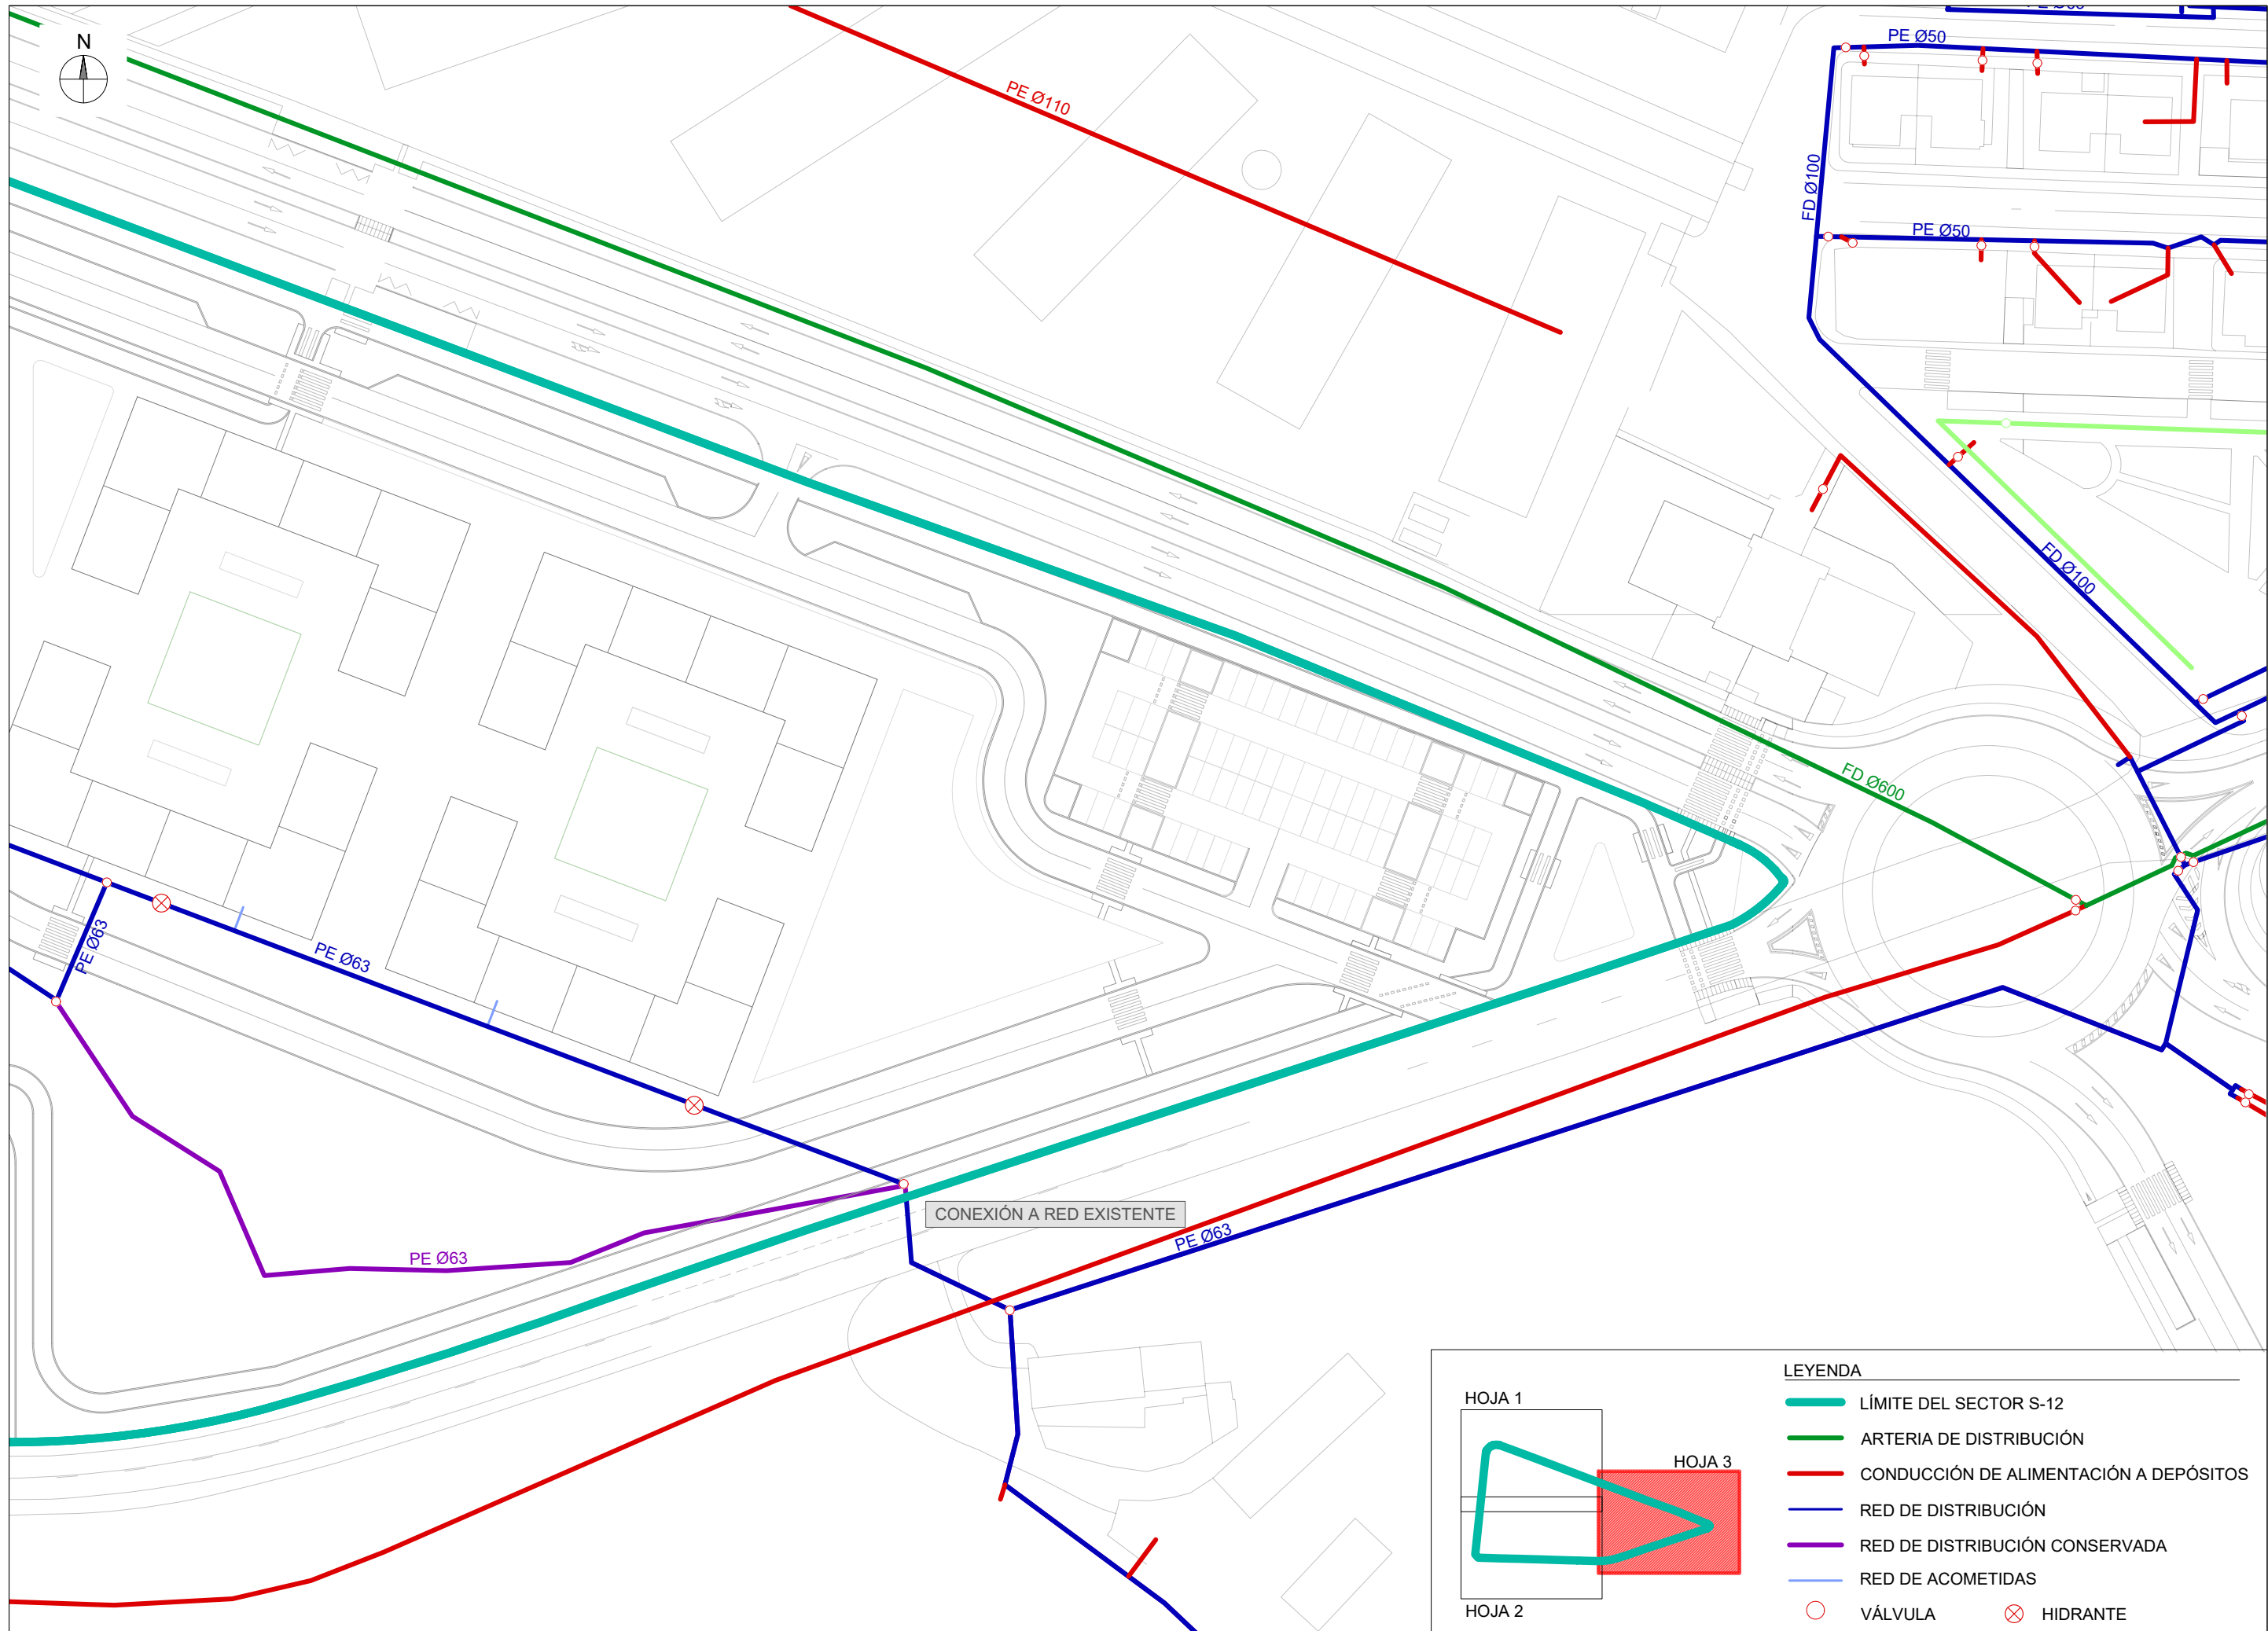 N
PE Ø50
PE Ø110
FD Ø100
PE Ø50
FD Ø100
FD Ø600
PE Ø63
PE Ø63
CONEXIÓN A RED EXISTENTE
PE Ø63
PE Ø63
LEYENDA
HOJA 1
LÍMITE DEL SECTOR S-12
ARTERIA DE DISTRIBUCIÓN
HOJA 3
CONDUCCIÓN DE ALIMENTACIÓN A DEPÓSITOS
RED DE DISTRIBUCIÓN
RED DE DISTRIBUCIÓN CONSERVADA
RED DE ACOMETIDAS
HOJA 2
VÁLVULA
HIDRANTE